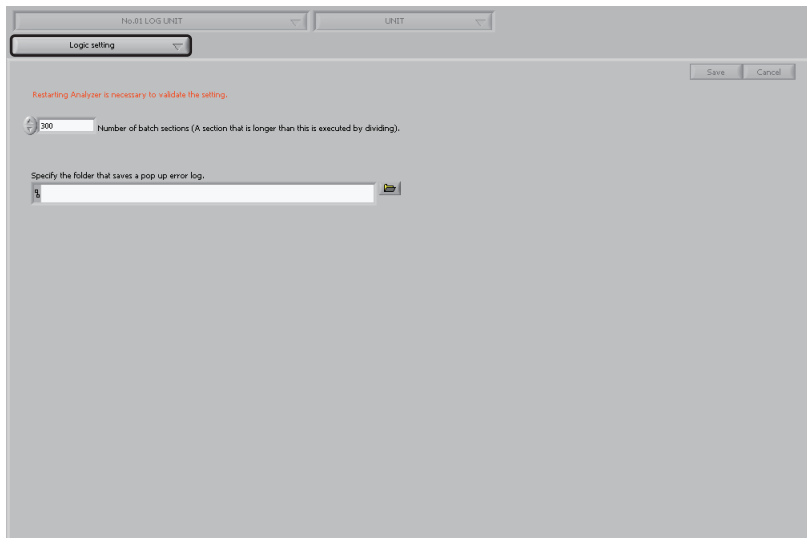 No.01 LOG UNIT
UNIT
Logic setting
Save
Cancel
Restarting Analyzer is necessary to validate the setting.
300 Number of batch sections (A section that is longer than this is executed by dividing).
Specify the folder that saves a pop up error log.